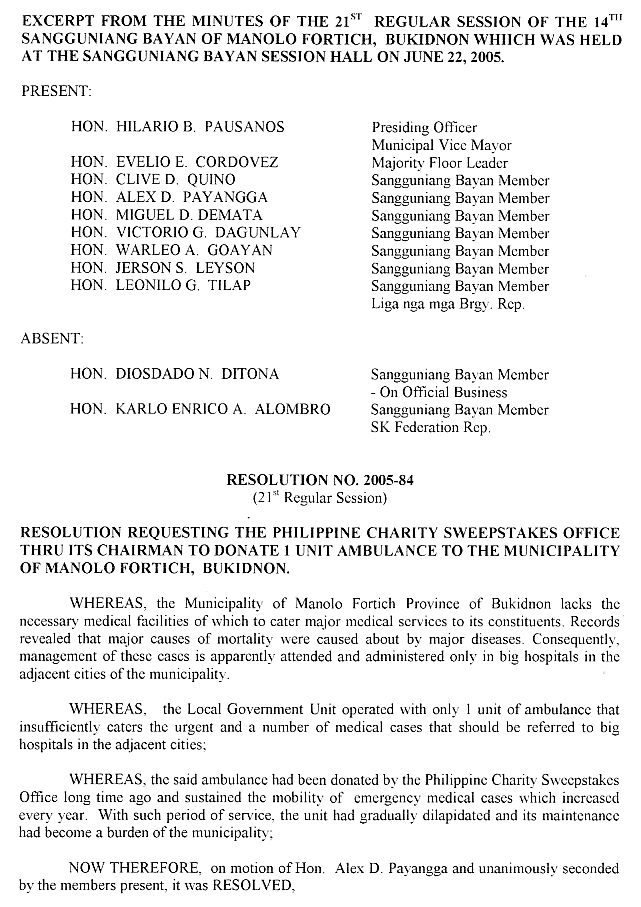 EXCERPT FROM THE MINUTES OF THE 21ST REGULAR SESSION OF THE 14TH
SANGGUNIANG BAYAN OF MANOLO FORTICH, BUKIDNON WHIICH WAS HELD
AT THE SANGGUNIANG BAYAN SESSION HALL ON JUNE 22, 2005.
PRESENT:
HON. HILARIO B. PAUSANOS Presiding Officer
Municipal Vice Mayor
HON. EVELIO E. CORDOVEZ Majority Floor Leader
HON. CLIVE D. QUINO Sangguniang Bayan Member
HON. ALEX D. PAYANGGA Sangguniang Bayan Member
HON. MIGUEL D. DEMATA Sangguniang Bayan Member
HON. VICTORIO G. DAGUNLAY Sangguniang Bayan Member
HON. WARLEO A. GOAYAN Sangguniang Bayan Member
HON. JERSON S. LEYSON Sangguniang Bayan Member
HON. LEONILO G. TILAP Sangguniang Bayan Member
Liga nga mga Brgy. Rep.
ABSENT:
HON. DIOSDADO N. DITONA Sangguniang Bayan Member
- On Official Business
HON. KARLO ENRICO A. ALOMBRO Sangguniang Bayan Member
SK Federation Rep.
RESOLUTION NO. 2005-84
(21st Regular Session)
RESOLUTION REQUESTING THE PHILIPPINE CHARITY SWEEPSTAKES OFFICE
THRU ITS CHAIRMAN TO DONATE 1 UNIT AMBULANCE TO THE MUNICIPALITY
OF MANOLO FORTICH, BUKIDNON.
WHEREAS, the Municipality of Manolo Fortich Province of Bukidnon lacks the
necessary medical facilities of which to cater major medical services to its constituents. Records
revealed that major causes of mortality were caused about by major diseases. Consequently,
management of these cases is apparently attended and administered only in big hospitals in the
adjacent cities of the municipality.
WHEREAS, the Local Government Unit operated with only 1 unit of ambulance that
insufficiently caters the urgent and a number of medical cases that should be referred to big
hospitals in the adjacent cities;
WHEREAS, the said ambulance had been donated by the Philippine Charity Sweepstakes
Office long time ago and sustained the mobility of emergency medical cases which increased
every year. With such period of service, the unit had gradually dilapidated and its maintenance
had become a burden of the municipality;
NOW THEREFORE, on motion of Hon. Alex D. Payangga and unanimously seconded
by the members present, it was RESOLVED,